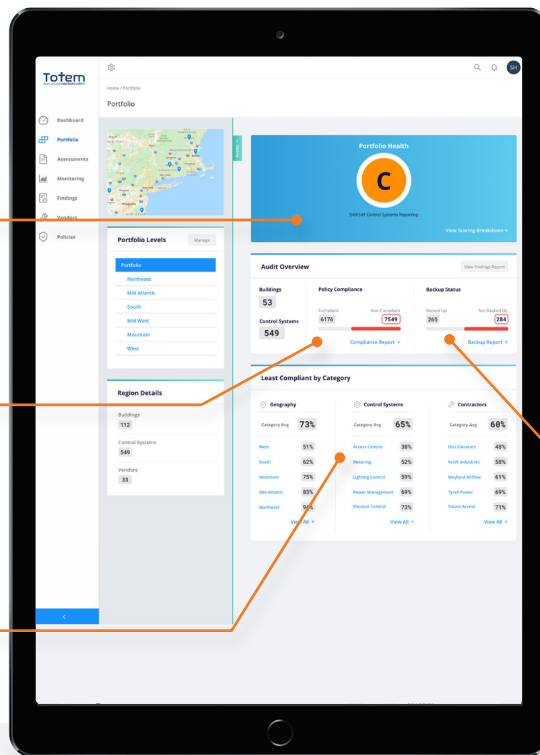 Totem
SH
Home / Portfolio
Portfolio
Dashboard
Portfolio
Assessments
Monitoring
Findings
Vendors
Policies
Portfolio Levels
Manage
Portfolio
Northeast
Mid Atlantic
South
Mid West
Mountain
West
Region Details
Buildings
112
Control Systems
549
Vendors
33
Portfolio Health
C
549/549 Control Systems Reporting
View Scoring Breakdown
Audit Overview
View Findings Report
Buildings
53
Control Systems
549
Policy Compliance
Compliant
Non-Compliant
6176
7549
Compliance Report
Backup Status
Backed Up
Not Backed Up
265
284
Backup Report
Least Compliant by Category
Geography
Category Avg 73%
West 51%
South 62%
Mountain 75%
Mid Atlantic 83%
Northeast 94%
View All
Control Systems
Category Avg 65%
Access Control 38%
Metering 52%
Lighting Control 59%
Power Management 69%
Elevator Control 73%
View All
Contractors
Category Avg 60%
Otis Elevators 48%
Veidt Industries 58%
Weyland Airflow 61%
Tyrell Power 69%
Future Access 71%
View All